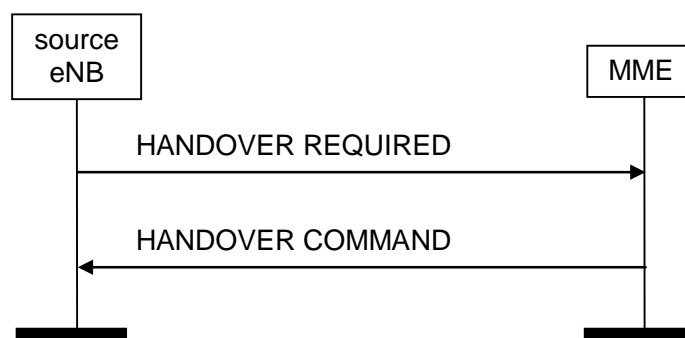 source
eNB
MME
HANDOVER REQUIRED
HANDOVER COMMAND